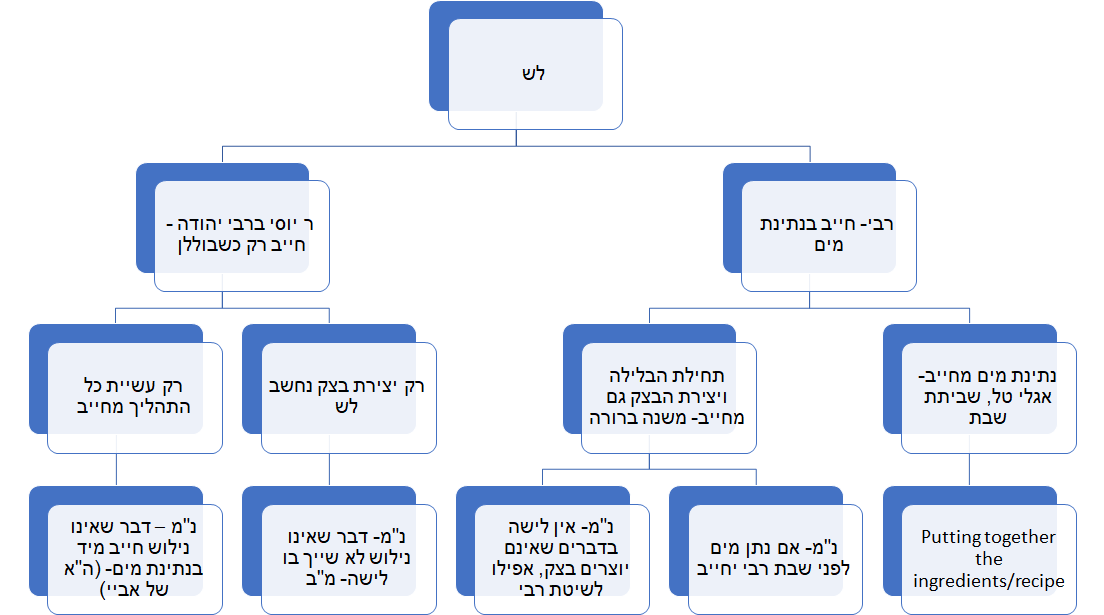 לש
רבי- חייב בנתינת
מים
ר יוסי ברבי יהודה -
חייב רק כשבוללן
נתינת מים מחייב-
אגלי טל, שביתת
שבת
תחילת הבלילה
ויצירת הבצק גם
מחייב- משנה ברורה
רק יצירת בצק נחשב
לש
רק עשיית כל
התהליך מחייב
Putting together
the
ingredients/recipe
נ"מ- אם נתן מים
לפני שבת רבי יחייב
נ"מ- אין לישה
בדברים שאינם
יוצרים בצק, אפילו
לשיטת רבי
נ"מ- דבר שאינו
נילוש לא שייך בו
לישה- מ"ב
נ"מ – דבר שאינו
נילוש חייב מיד
בנתינת מים- (ה"א
של אביי)